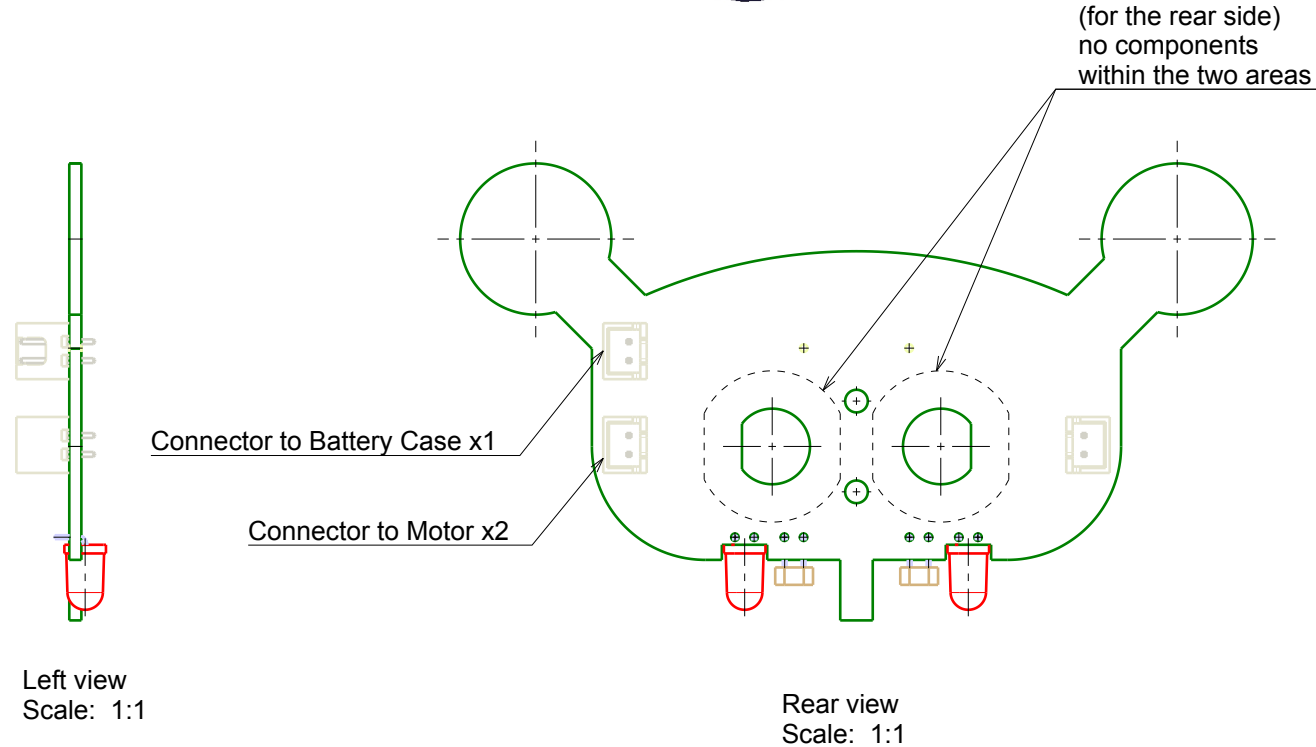 (for the rear side)
no components
within the two areas
Connector to Battery Case x1
Connector to Motor x2
Left view
Scale:  1:1
Rear view
Scale:  1:1